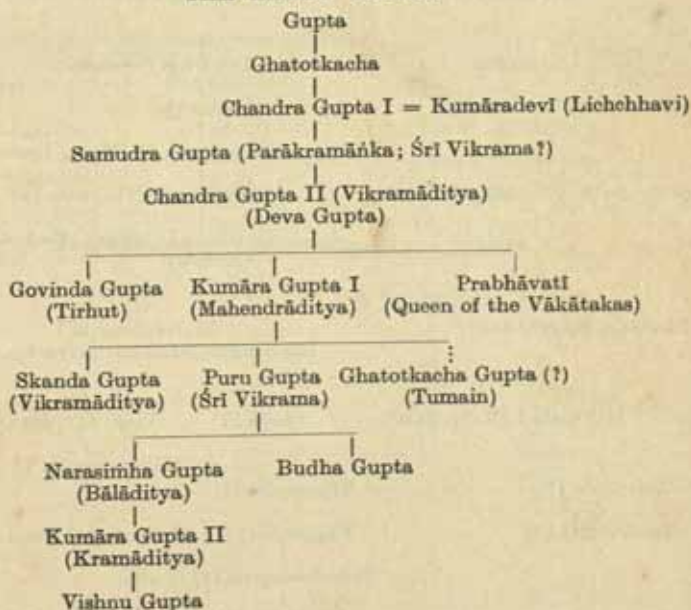 Gupta
Ghatotkacha
Chandra Gupta I = Kumāradevī (Lichchhavi)
Samudra Gupta (Parākramāṅka; Śrī Vikrama?)
Chandra Gupta II (Vikramāditya)
(Deva Gupta)
Govinda Gupta Kumāra Gupta I Prabhāvatī
(Tirhut) (Mahendrāditya) (Queen of the Vākāṭakas)
Skanda Gupta Puru Gupta Ghatotkacha Gupta (?)
(Vikramāditya) (Śrī Vikrama) (Tumain)
Narasiṁha Gupta Budha Gupta
(Bālāditya)
Kumāra Gupta II
(Kramāditya)
Vishnu Gupta